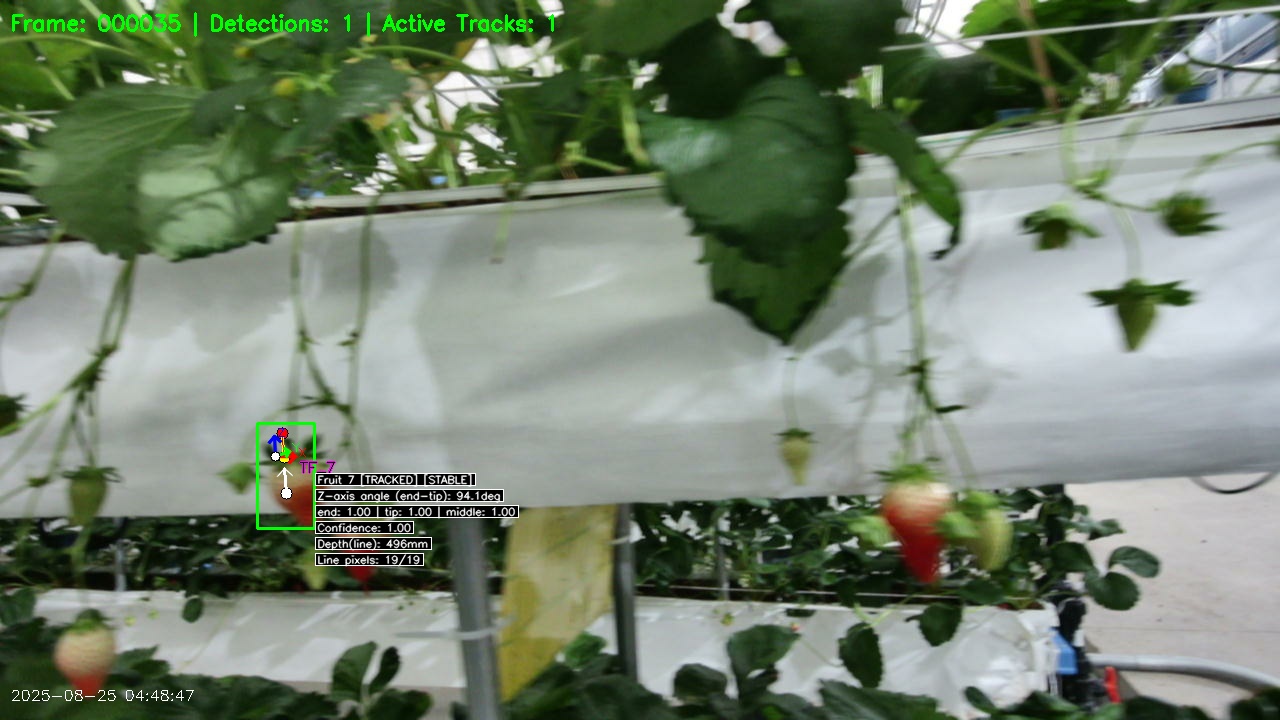 Frame: 000035 | Detections: 1 | Active Tracks: 1
Fruit 7 [TRACKED] [STABLE]
Z-axis angle (end-tip): 94.1deg
end: 1.00 | tip: 1.00 | middle: 1.00
Confidence: 1.00
Depth(line): 496mm
Line pixels: 19/19
2025-08-25 04:48:47